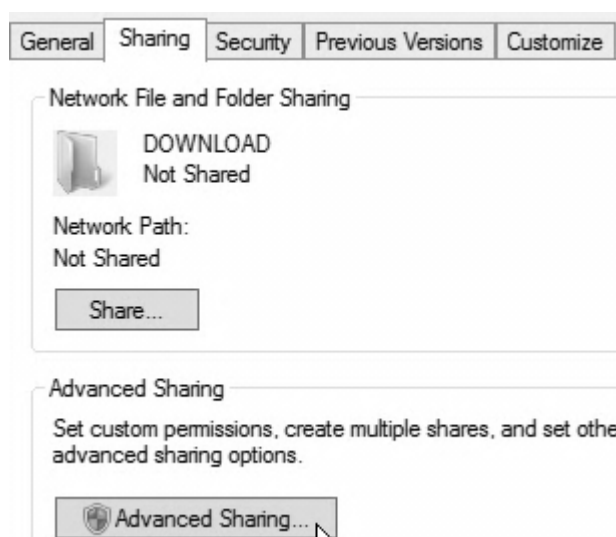 General Sharing Security Previous Versions Customize
Network File and Folder Sharing
DOWNLOAD
Not Shared
Network Path:
Not Shared
Share...
Advanced Sharing
Set custom permissions, create multiple shares, and set othe
advanced sharing options.
Advanced Sharing...